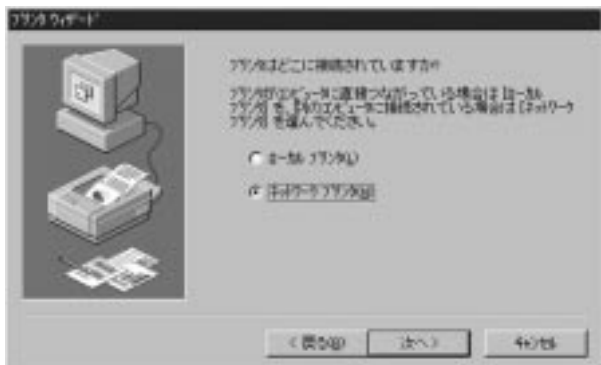 プリンタ ウィザード
プリンタはどこに接続されていますか?
プリンタがコンピュータに直接つながっている場合は [ローカル
プリンタ] を、別のコンピュータに接続されている場合は [ネットワーク
プリンタ] を選んでください。
ローカル プリンタ(L)
ネットワーク プリンタ(N)
< 戻る(B)
次へ >
キャンセル